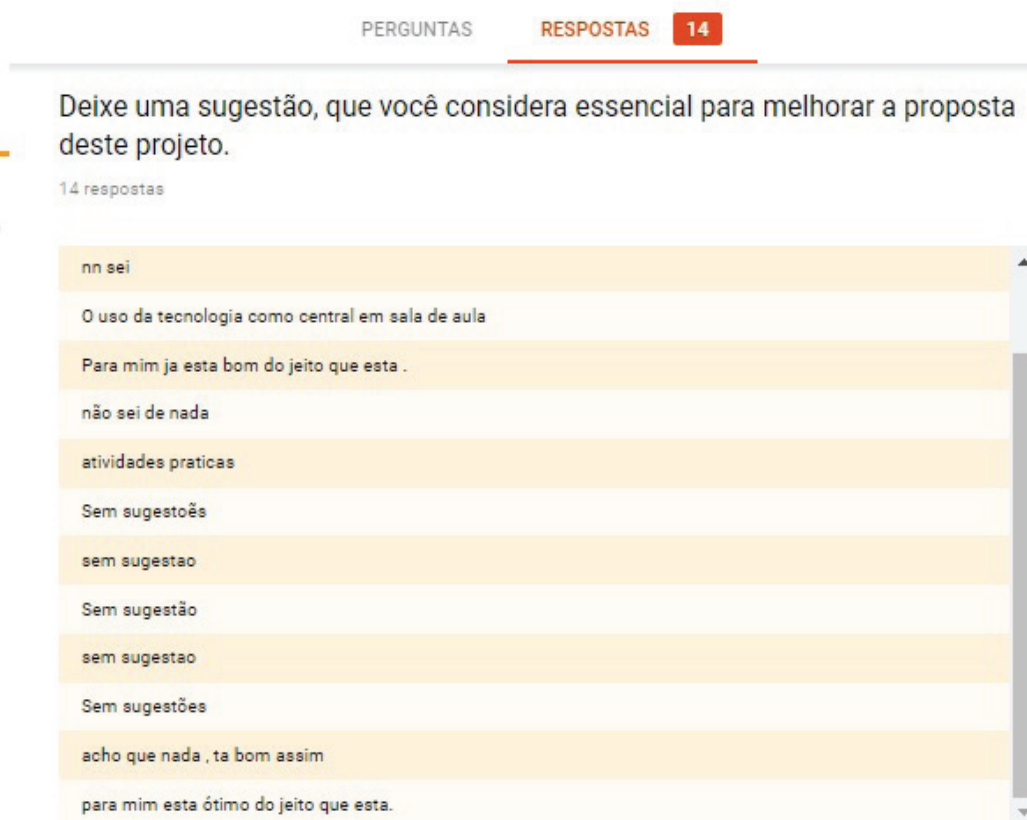 PERGUNTAS RESPOSTAS 14
Deixe uma sugestão, que você considera essencial para melhorar a proposta
deste projeto.
14 respostas
nn sei
O uso da tecnologia como central em sala de aula
Para mim ja esta bom do jeito que esta .
não sei de nada
atividades praticas
Sem sugestoẽs
sem sugestao
Sem sugestão
sem sugestao
Sem sugestões
acho que nada , ta bom assim
para mim esta ótimo do jeito que esta.